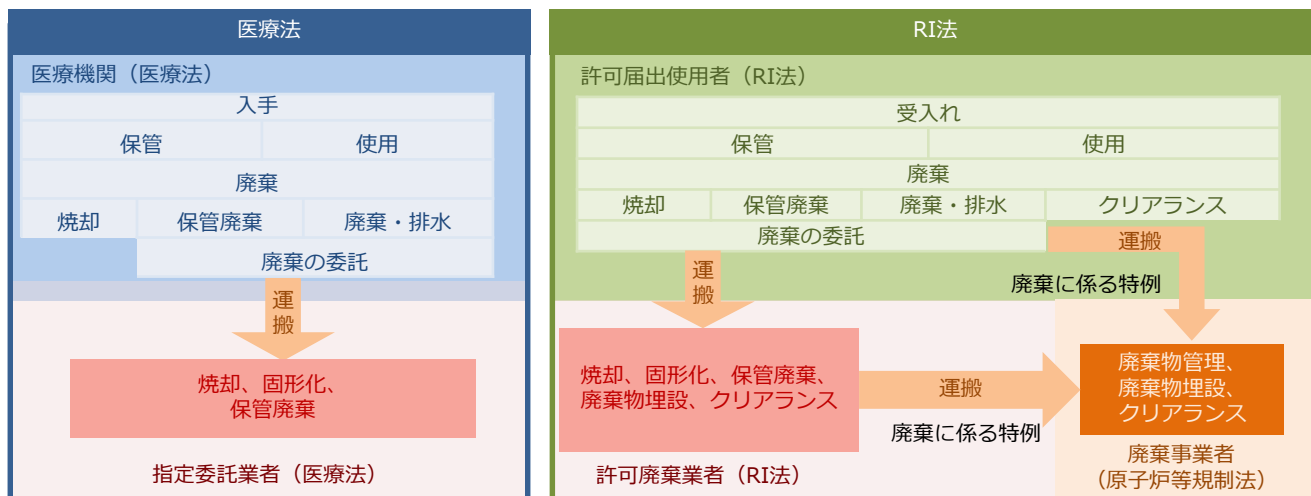 医療法
医療機関（医療法）
入手
保管
使用
廃棄
焼却
保管廃棄
廃棄・排水
廃棄の委託
運
搬
焼却、固形化、
保管廃棄
指定委託業者（医療法）
RI法
許可届出使用者（RI法）
受入れ
保管
使用
廃棄
焼却
保管廃棄
廃棄・排水
クリアランス
廃棄の委託
運搬
運
搬
廃棄に係る特例
焼却、固形化、保管廃棄、
廃棄物埋設、クリアランス
運搬
廃棄物管理、
廃棄物埋設、
クリアランス
廃棄に係る特例
許可廃棄業者（RI法）
廃棄事業者
（原子炉等規制法）